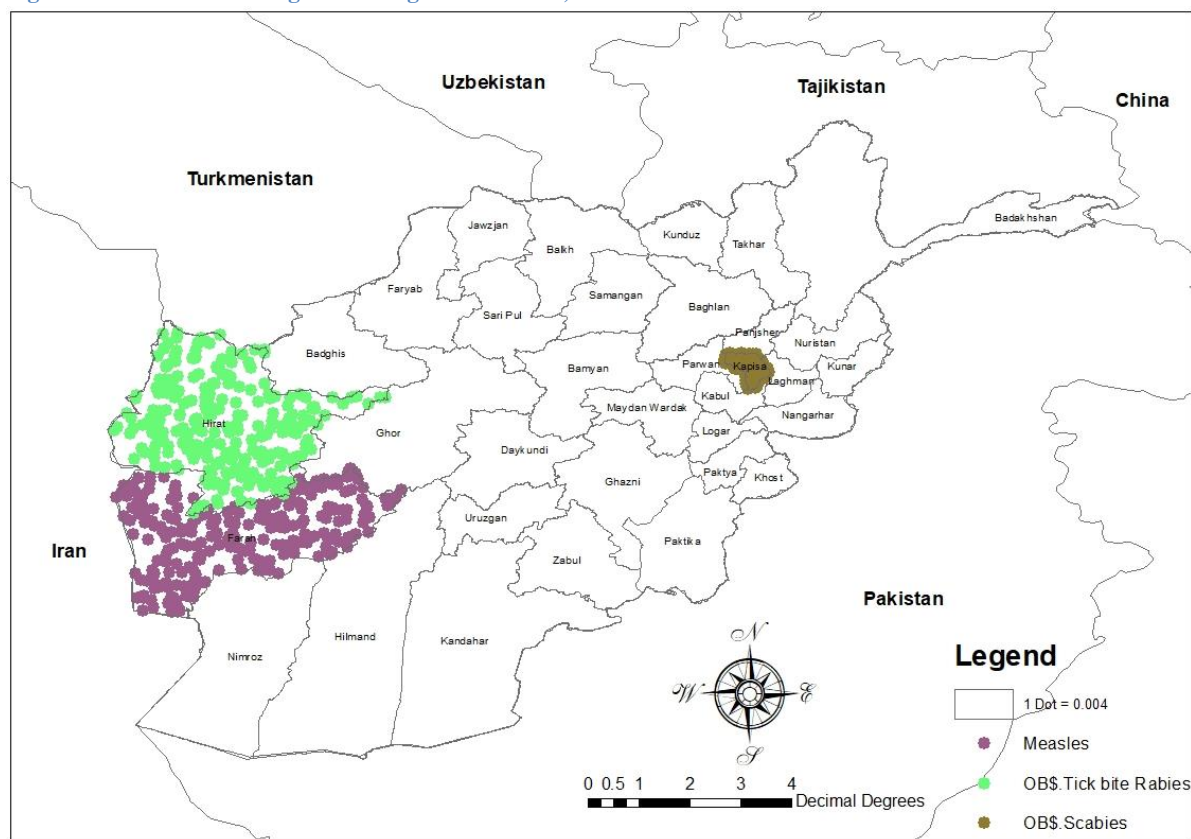 Uzbekistan
Tajikistan
China
Turkmenistan
Badakhshan
Jawzjan
Kunduz
Takhar
Balkh
Faryab
Samangan
Baghlan
Sari Pul
Panjsher
Nuristan
Badghis
Parwan
Kapisa
Kunar
Bamyan
Laghman
Kabul
Maydan Wardak
Nangarhar
Hirat
Ghor
Logar
Daykundi
Paktya
Khost
Ghazni
Uruzgan
Farah
Iran
Paktika
Zabul
Pakistan
Hilmand
Kandahar
Nimroz
N
W
E
S
Legend
1 Dot = 0.004
Measles
OB$.Tick bite Rabies
OB$.Scabies
0 0.5 1 2 3 4
Decimal Degrees